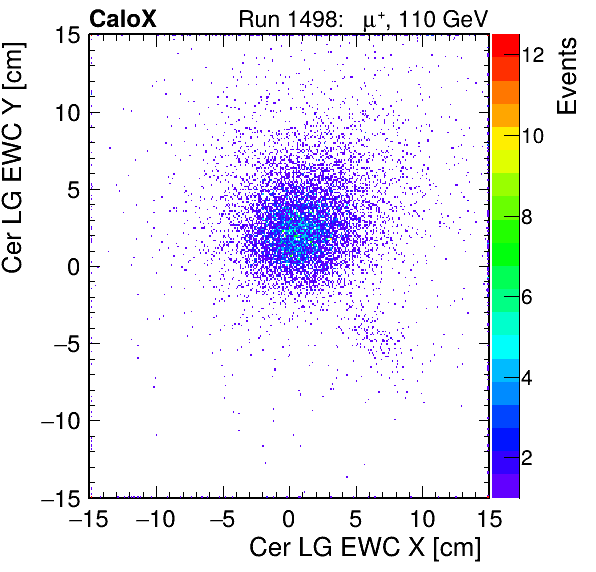 CaloX Run 1498: μ⁺, 110 GeV
Cer LG EWC Y [cm]
15
10
5
0
−5
−10
−15
−15 −10 −5 0 5 10 15
Cer LG EWC X [cm]
Events
12
10
8
6
4
2